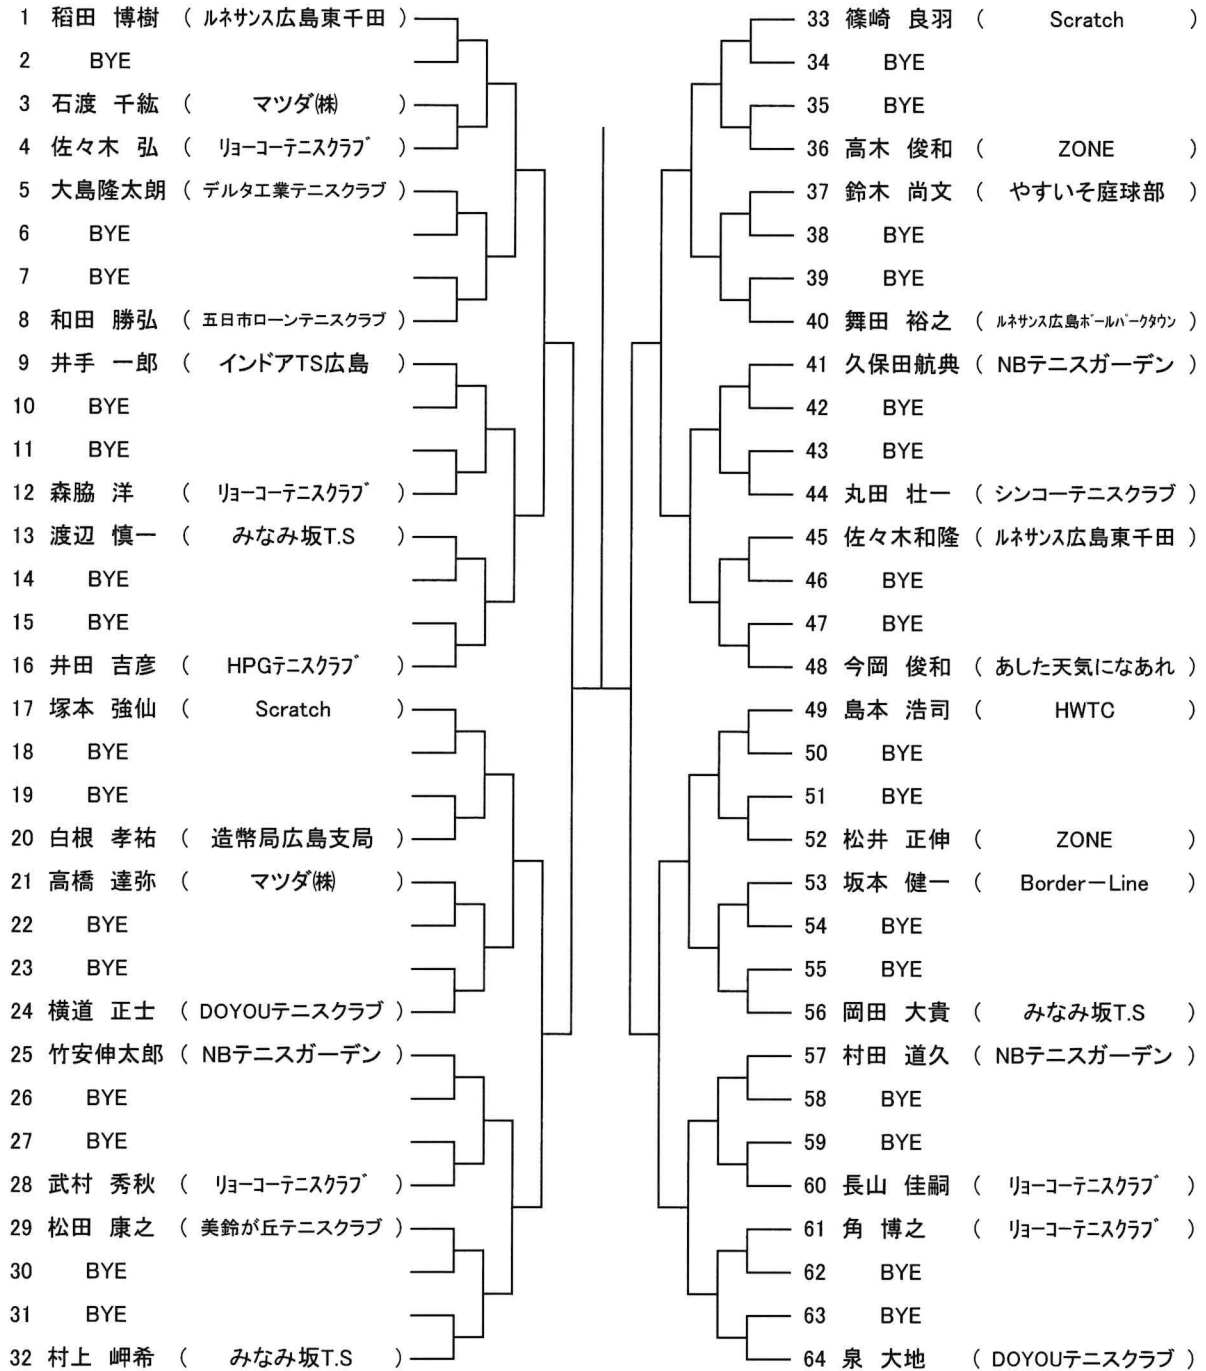 1 稲田 博樹 ( ルネサンス広島東千田 )
2 BYE
3 石渡 千紘 ( マツダ㈱ )
4 佐々木 弘 ( リョーコーテニスクラブ )
5 大島隆太朗 ( デルタ工業テニスクラブ )
6 BYE
7 BYE
8 和田 勝弘 ( 五日市ローンテニスクラブ )
9 井手 一郎 ( インドアTS広島 )
10 BYE
11 BYE
12 森脇 洋 ( リョーコーテニスクラブ )
13 渡辺 慎一 ( みなみ坂T.S )
14 BYE
15 BYE
16 井田 吉彦 ( HPGテニスクラブ )
17 塚本 強仙 ( Scratch )
18 BYE
19 BYE
20 白根 孝祐 ( 造幣局広島支局 )
21 高橋 達弥 ( マツダ㈱ )
22 BYE
23 BYE
24 横道 正士 ( DOYOUテニスクラブ )
25 竹安伸太郎 ( NBテニスガーデン )
26 BYE
27 BYE
28 武村 秀秋 ( リョーコーテニスクラブ )
29 松田 康之 ( 美鈴が丘テニスクラブ )
30 BYE
31 BYE
32 村上 岬希 ( みなみ坂T.S )
33 篠崎 良羽 ( Scratch )
34 BYE
35 BYE
36 高木 俊和 ( ZONE )
37 鈴木 尚文 ( やすいそ庭球部 )
38 BYE
39 BYE
40 舞田 裕之 ( ルネサンス広島ボールパークタウン )
41 久保田航典 ( NBテニスガーデン )
42 BYE
43 BYE
44 丸田 壮一 ( シンコーテニスクラブ )
45 佐々木和隆 ( ルネサンス広島東千田 )
46 BYE
47 BYE
48 今岡 俊和 ( あした天気になあれ )
49 島本 浩司 ( HWTC )
50 BYE
51 BYE
52 松井 正伸 ( ZONE )
53 坂本 健一 ( Border－Line )
54 BYE
55 BYE
56 岡田 大貴 ( みなみ坂T.S )
57 村田 道久 ( NBテニスガーデン )
58 BYE
59 BYE
60 長山 佳嗣 ( リョーコーテニスクラブ )
61 角 博之 ( リョーコーテニスクラブ )
62 BYE
63 BYE
64 泉 大地 ( DOYOUテニスクラブ )